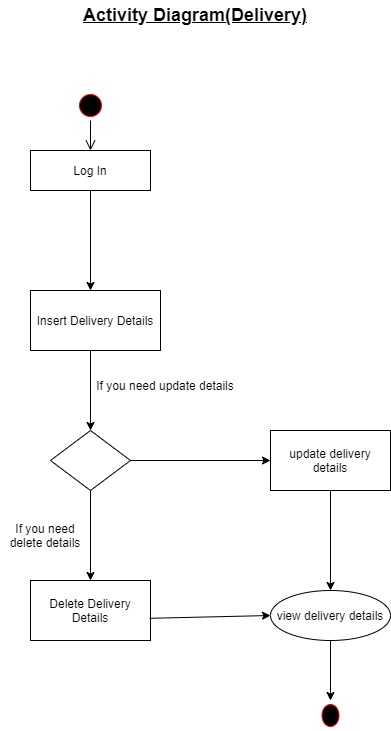 Activity Diagram(Delivery)
Log In
Insert Delivery Details
If you need update details
update delivery
details
If you need
delete details
Delete Delivery
Details
view delivery details